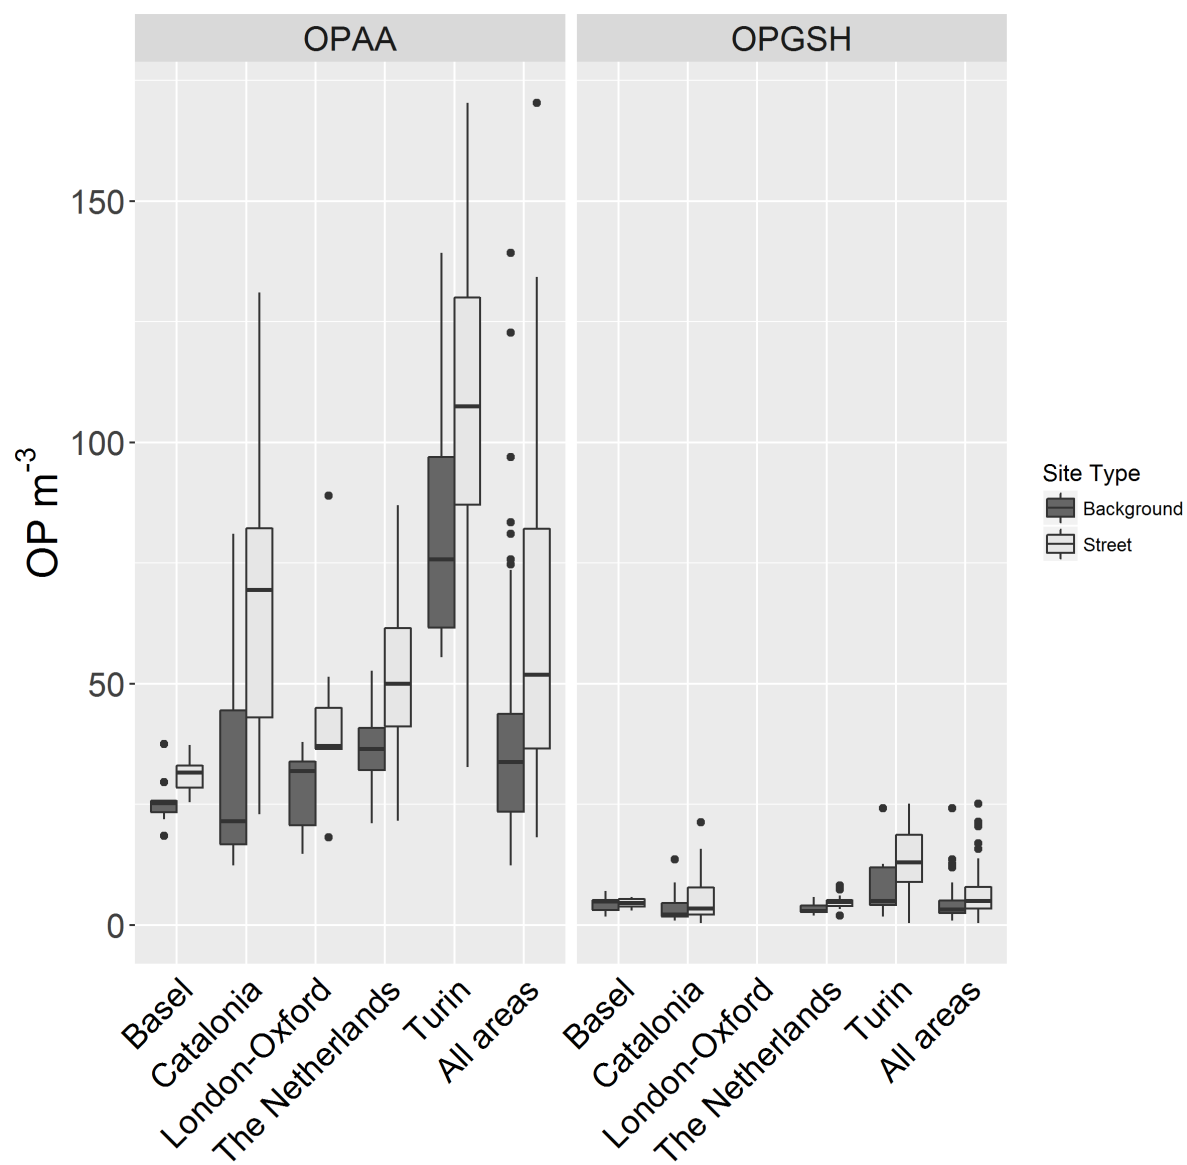 OPAA
OPGSH
150
100
50
0
OP m-3
Basel
Catalonia
London-Oxford
The Netherlands
Turin
All areas
Basel
Catalonia
London-Oxford
The Netherlands
Turin
All areas
Site Type
Background
Street